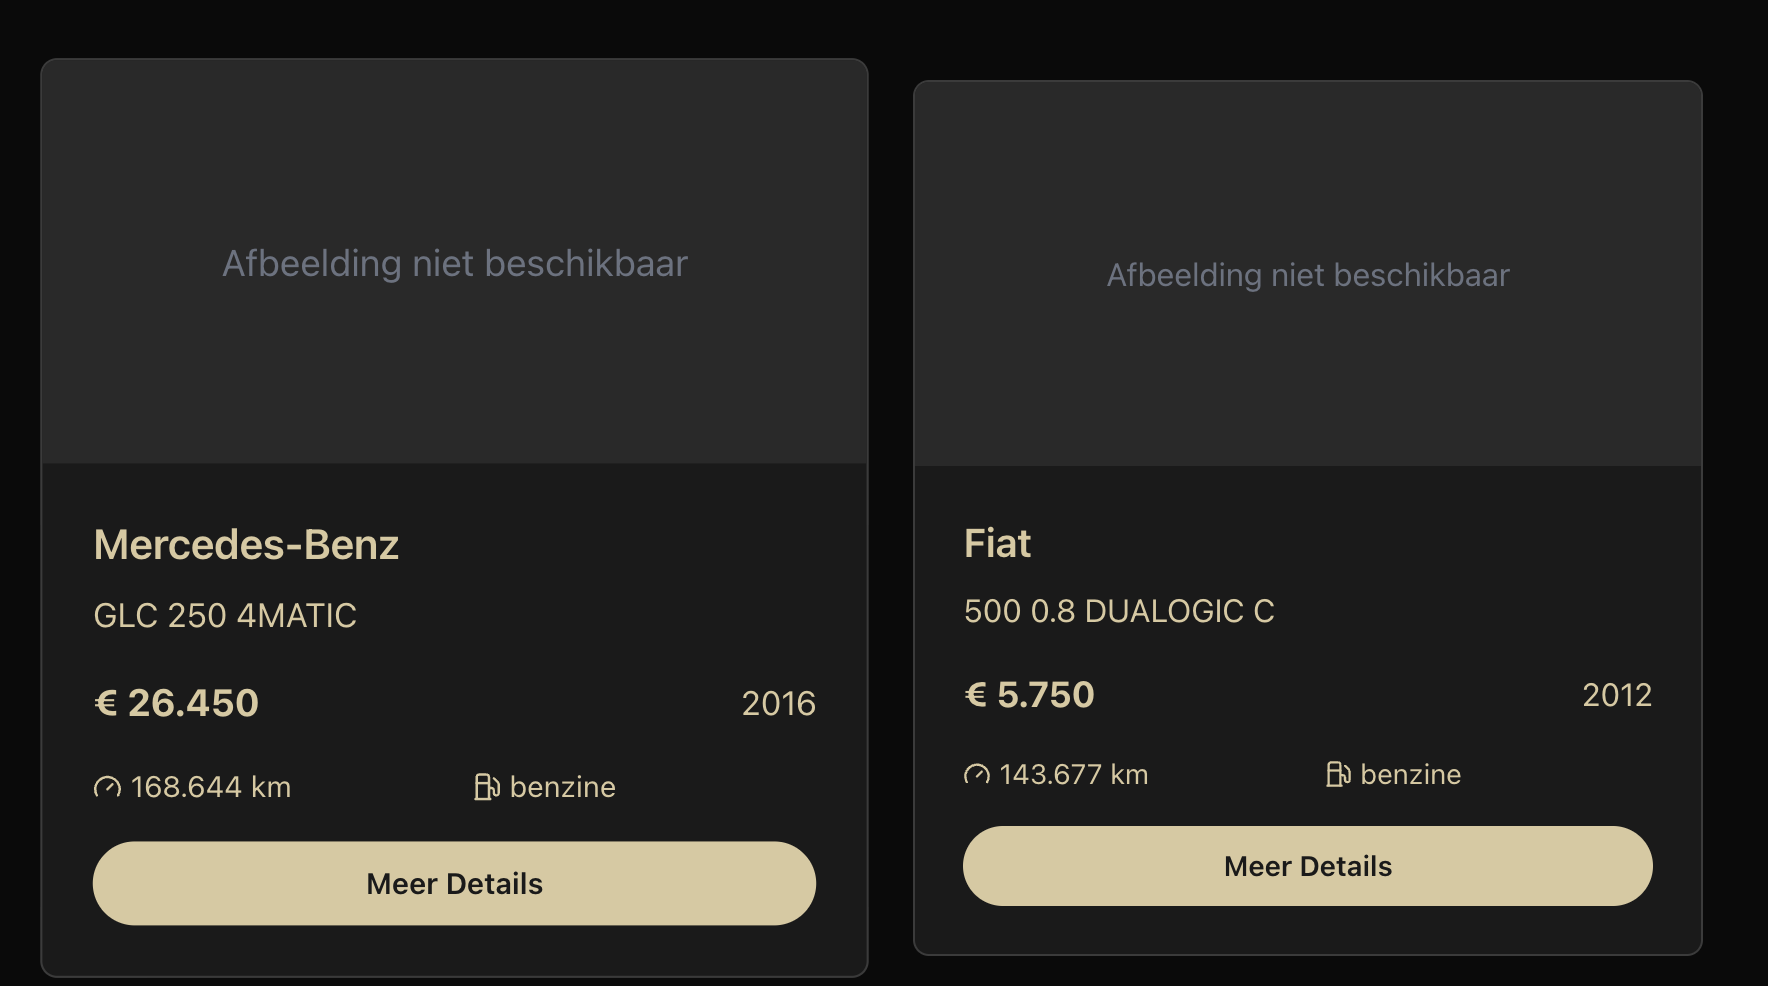 Afbeelding niet beschikbaar
Mercedes-Benz
GLC 250 4MATIC
€ 26.450
2016
168.644 km
benzine
Meer Details
Afbeelding niet beschikbaar
Fiat
500 0.8 DUALOGIC C
€ 5.750
2012
143.677 km
benzine
Meer Details